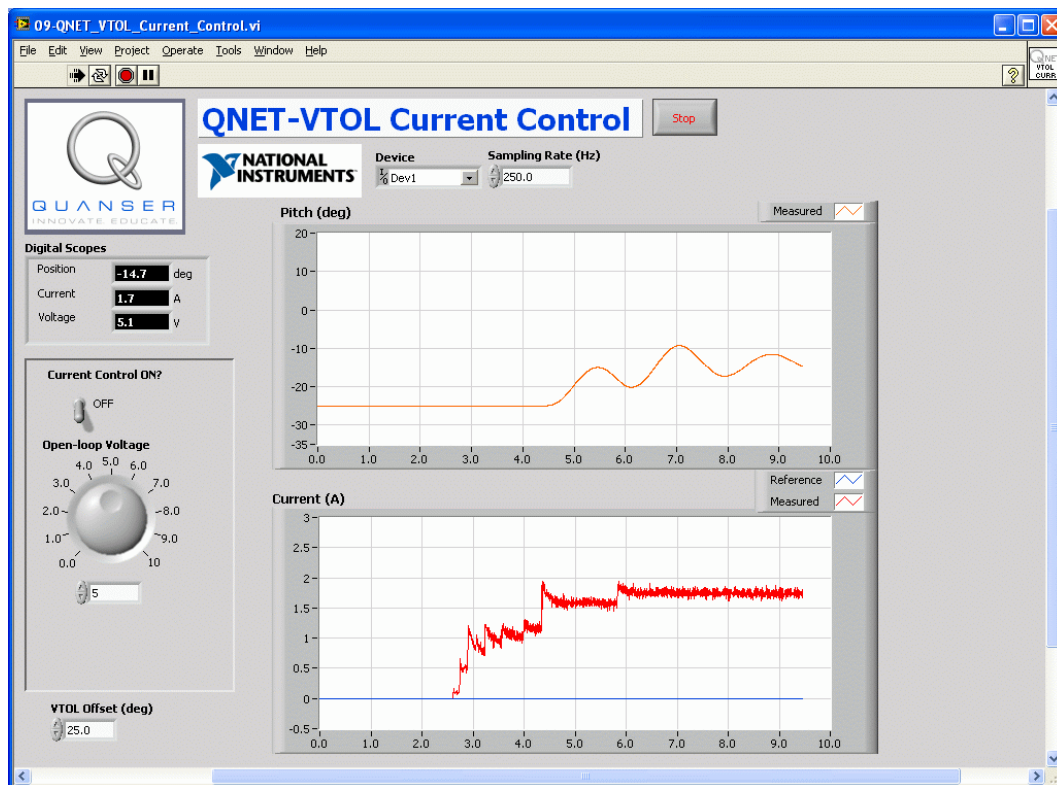 09-QNET_VTOL_Current_Control.vi
File Edit View Project Operate Tools Window Help
QNET
VTOL
CURR
QUANSER
INNOVATE. EDUCATE.
QNET-VTOL Current Control
Stop
NATIONAL
INSTRUMENTS
Device
Dev1
Sampling Rate (Hz)
250.0
Digital Scopes
Position -14.7 deg
Current 1.7 A
Voltage 5.1 V
Current Control ON?
OFF
Open-loop Voltage
0.0 1.0 2.0 3.0 4.0 5.0 6.0 7.0 8.0 9.0 10
5
VTOL Offset (deg)
25.0
Pitch (deg)
Measured
20
10
0
-10
-20
-30
-35
0.0 1.0 2.0 3.0 4.0 5.0 6.0 7.0 8.0 9.0 10.0
Current (A)
Reference
Measured
3
2.5
2
1.5
1
0.5
0
-0.5
0.0 1.0 2.0 3.0 4.0 5.0 6.0 7.0 8.0 9.0 10.0